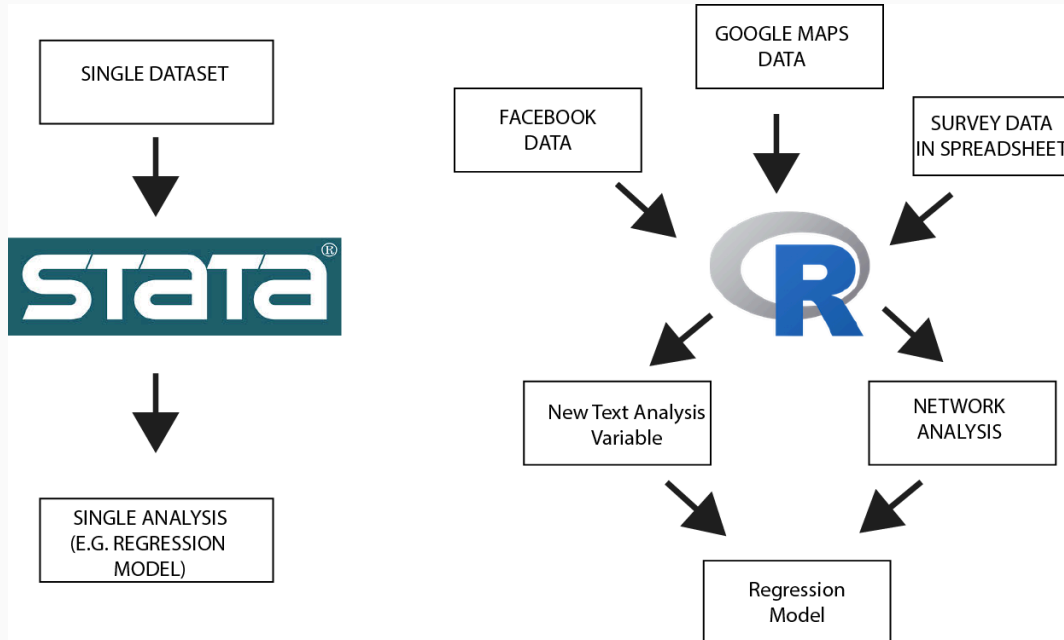 SINGLE DATASET
STATA®
SINGLE ANALYSIS
(E.G. REGRESSION
MODEL)
GOOGLE MAPS
DATA
FACEBOOK
DATA
SURVEY DATA
IN SPREADSHEET
R
New Text Analysis
Variable
NETWORK
ANALYSIS
Regression
Model